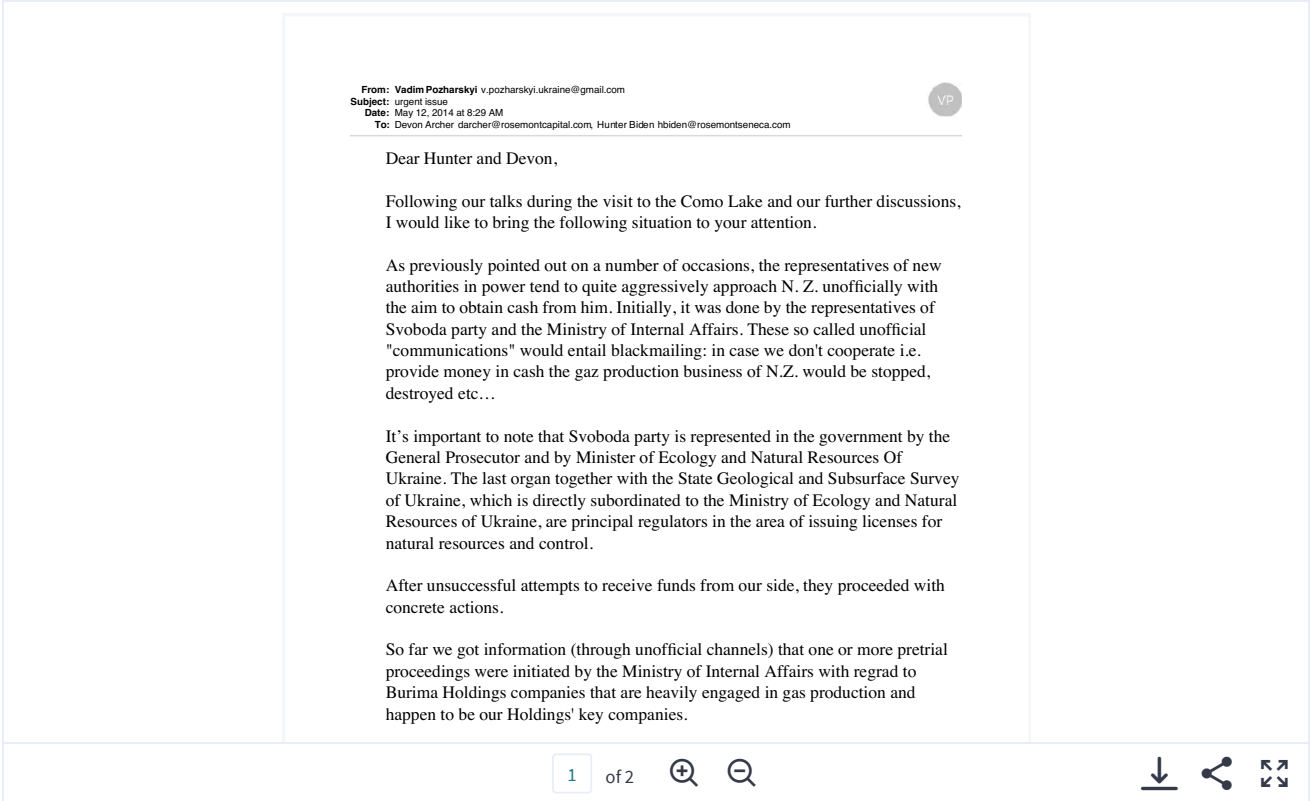 From: Vadim Pozharskyi v.pozharskyi.ukraine@gmail.com
Subject: urgent issue
Date: May 12, 2014 at 8:29 AM
To: Devon Archer darcher@rosemontcapital.com, Hunter Biden hbiden@rosemontseneca.com
VP
Dear Hunter and Devon,
Following our talks during the visit to the Como Lake and our further discussions,
I would like to bring the following situation to your attention.
As previously pointed out on a number of occasions, the representatives of new
authorities in power tend to quite aggressively approach N. Z. unofficially with
the aim to obtain cash from him. Initially, it was done by the representatives of
Svoboda party and the Ministry of Internal Affairs. These so called unofficial
"communications" would entail blackmailing: in case we don't cooperate i.e.
provide money in cash the gaz production business of N.Z. would be stopped,
destroyed etc…
It’s important to note that Svoboda party is represented in the government by the
General Prosecutor and by Minister of Ecology and Natural Resources Of
Ukraine. The last organ together with the State Geological and Subsurface Survey
of Ukraine, which is directly subordinated to the Ministry of Ecology and Natural
Resources of Ukraine, are principal regulators in the area of issuing licenses for
natural resources and control.
After unsuccessful attempts to receive funds from our side, they proceeded with
concrete actions.
So far we got information (through unofficial channels) that one or more pretrial
proceedings were initiated by the Ministry of Internal Affairs with regrad to
Burima Holdings companies that are heavily engaged in gas production and
happen to be our Holdings' key companies.
1 of 2